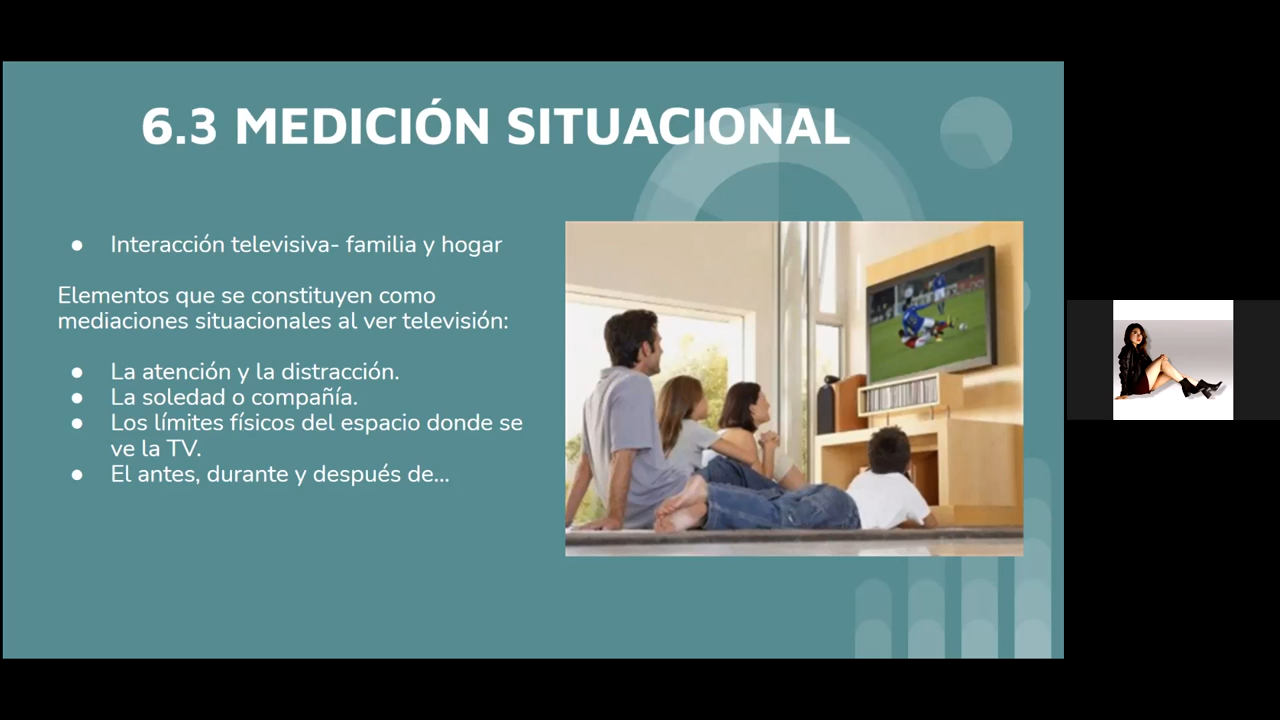 6.3 MEDICIÓN SITUACIONAL
● Interacción televisiva- familia y hogar
Elementos que se constituyen como
mediaciones situacionales al ver televisión:
● La atención y la distracción.
● La soledad o compañía.
● Los límites físicos del espacio donde se
ve la TV.
● El antes, durante y después de...